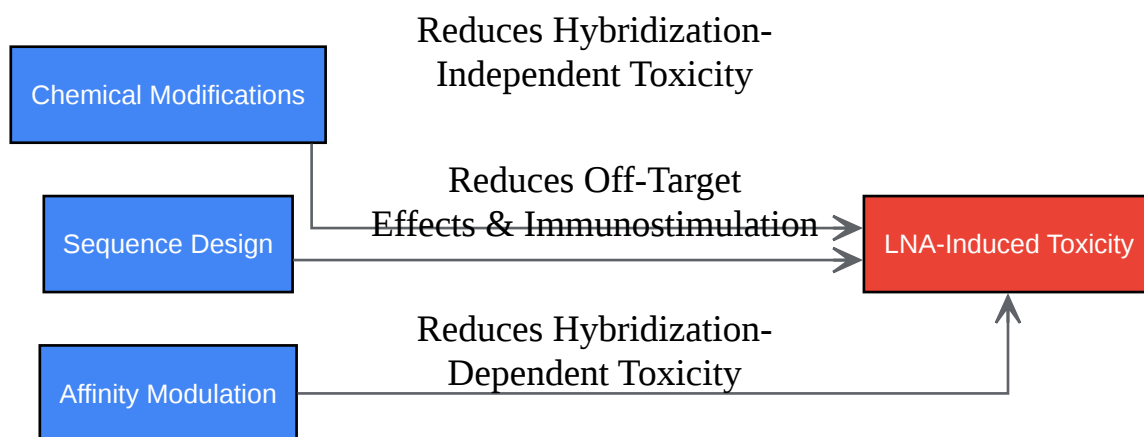 Reduces Hybridization-
Independent Toxicity
Chemical Modifications
Reduces Off-Target
Effects & Immunostimulation
Sequence Design
LNA-Induced Toxicity
Reduces Hybridization-
Dependent Toxicity
Affinity Modulation